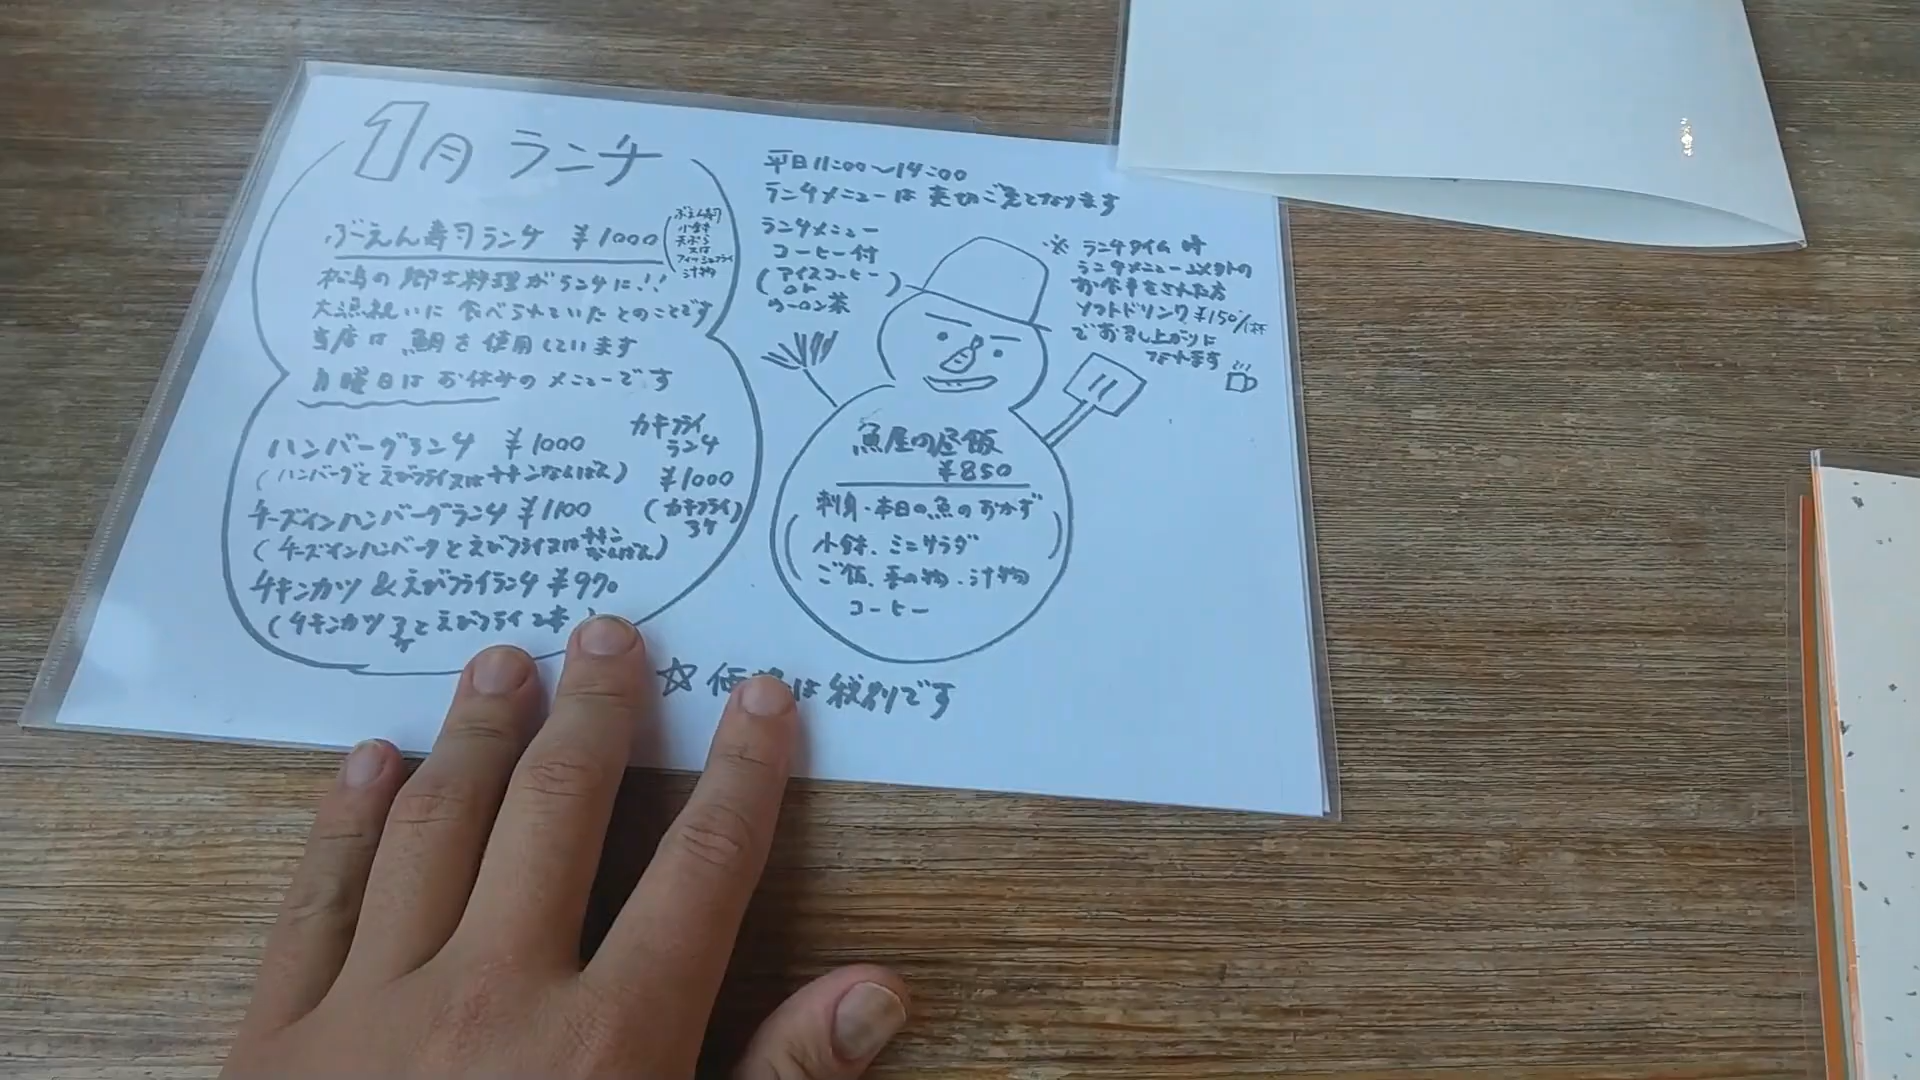 1月 ランチ
ぶえん寿司ランチ ¥1000
(ぶえん寿司
小鉢
天ぷら
又は
フィッシュフライ
汁物
松島の郷土料理がランチに!!
大漁祝いに食べられていたとのことです
当店は 鯛を使用しています
月曜日は お休みの メニューです
ハンバーグランチ ¥1000
(ハンバーグとえびフライ又はチキンなんばん)
チーズインハンバーグランチ ¥1100
(チーズインハンバーグとえびフライ又はチキンなんばん)
チキンカツ&えびフライランチ ¥970
(チキンカツ3ケとえびフライ2本)
カキフライ
ランチ
¥1000
(カキフライ
3ケ)
平日11:00〜14:00
ランチメニューは売切ご免となります
ランチメニュー
コーヒー付
(アイスコーヒー
OK)
ウーロン茶
※ ランチタイム時
ランチメニュー以外の
お食事をされた方
ソフトドリンク¥150/1杯
でお召し上がりに
なれます
魚屋の昼飯
¥850
(刺身・本日の魚のおかず
小鉢、ミニサラダ
ご飯、香の物、汁物)
コーヒー
☆価格は税別です